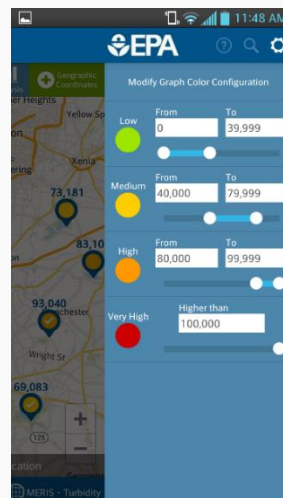 11:48 AM
EPA
Geographic
Coordinates
Modify Graph Color Configuration
Yellow Sp
Xenia
73,181
83,10
93,040
Wright St
69,083
125
MERIS - Turbidity
Low
From
To
0
39,999
Medium
From
To
40,000
79,999
High
From
To
80,000
99,999
Very High
Higher than
100,000